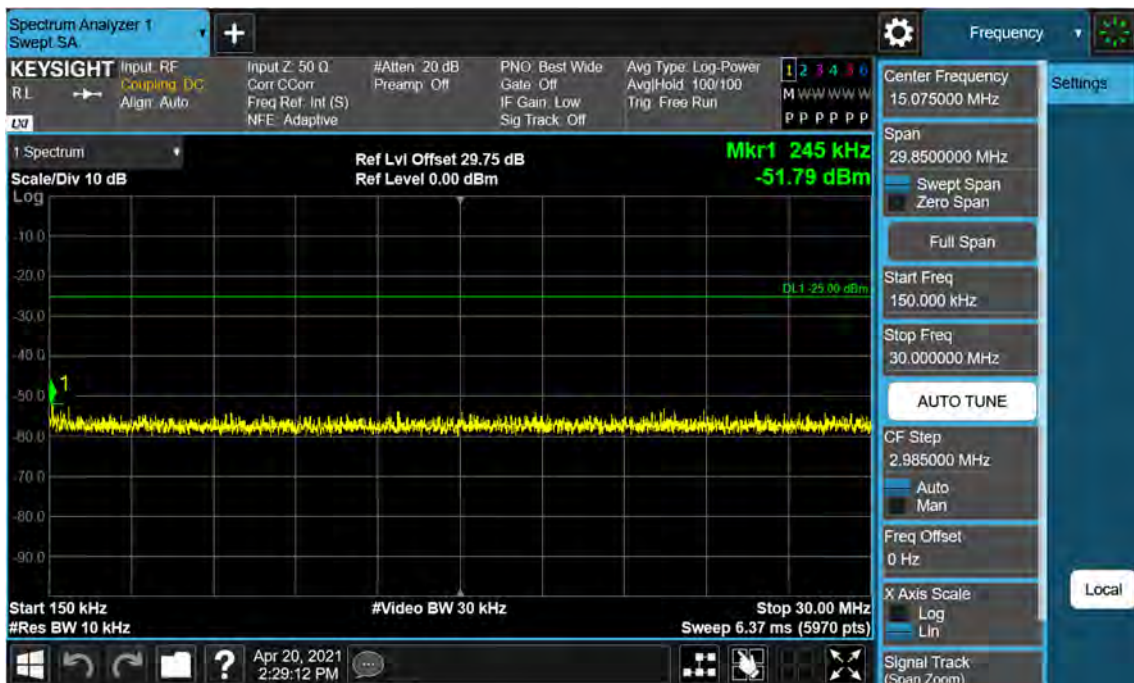 Spectrum Analyzer 1
Swept SA
+
Frequency
KEYSIGHT
RL
LXI
Input: RF
Coupling: DC
Align: Auto
Input Z: 50 Ω
Corr CCorr
Freq Ref: Int (S)
NFE: Adaptive
#Atten: 20 dB
Preamp: Off
PNO: Best Wide
Gate: Off
IF Gain: Low
Sig Track: Off
Avg Type: Log-Power
Avg|Hold: 100/100
Trig: Free Run
1 2 3 4 5 6
M W W W W W
P P P P P P
1 Spectrum
Scale/Div 10 dB
Ref Lvl Offset 29.75 dB
Ref Level 0.00 dBm
Mkr1 245 kHz
-51.79 dBm
Log
-10.0
-20.0
DL1 -25.00 dBm
-30.0
-40.0
1
-50.0
-60.0
-70.0
-80.0
-90.0
Start 150 kHz
#Res BW 10 kHz
#Video BW 30 kHz
Stop 30.00 MHz
Sweep 6.37 ms (5970 pts)
?
Apr 20, 2021
2:29:12 PM
Center Frequency
15.075000 MHz
Span
29.8500000 MHz
Swept Span
Zero Span
Full Span
Start Freq
150.000 kHz
Stop Freq
30.000000 MHz
AUTO TUNE
CF Step
2.985000 MHz
Auto
Man
Freq Offset
0 Hz
X Axis Scale
Log
Lin
Signal Track
(Span Zoom)
Settings
Local